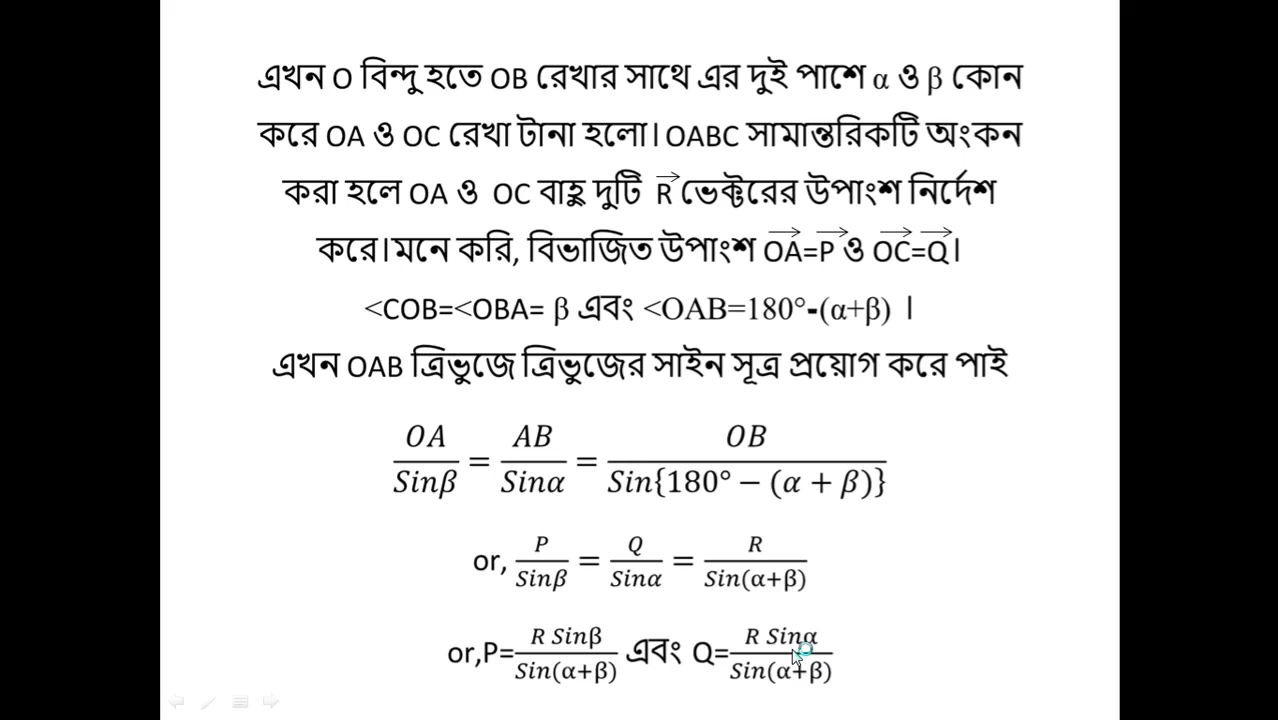 এখন O বিন্দু হতে OB রেখার সাথে এর দুই পাশে α ও β কোন
করে OA ও OC রেখা টানা হলো। OABC সামান্তরিকটি অংকন
করা হলে OA ও OC বাহু দুটি R⃗ ভেক্টরের উপাংশ নির্দেশ
করে।মনে করি, বিভাজিত উপাংশ O⃗A⃗=P⃗ ও O⃗C⃗=Q⃗।
<COB=<OBA= β এবং <OAB=180°-(α+β) ।
এখন OAB ত্রিভুজে ত্রিভুজের সাইন সূত্র প্রয়োগ করে পাই
OA/Sinβ = AB/Sinα = OB/Sin{180° − (α + β)}
or, P/Sinβ = Q/Sinα = R/Sin(α+β)
or,P= R Sinβ/Sin(α+β) এবং Q= R Sinα/Sin(α+β)